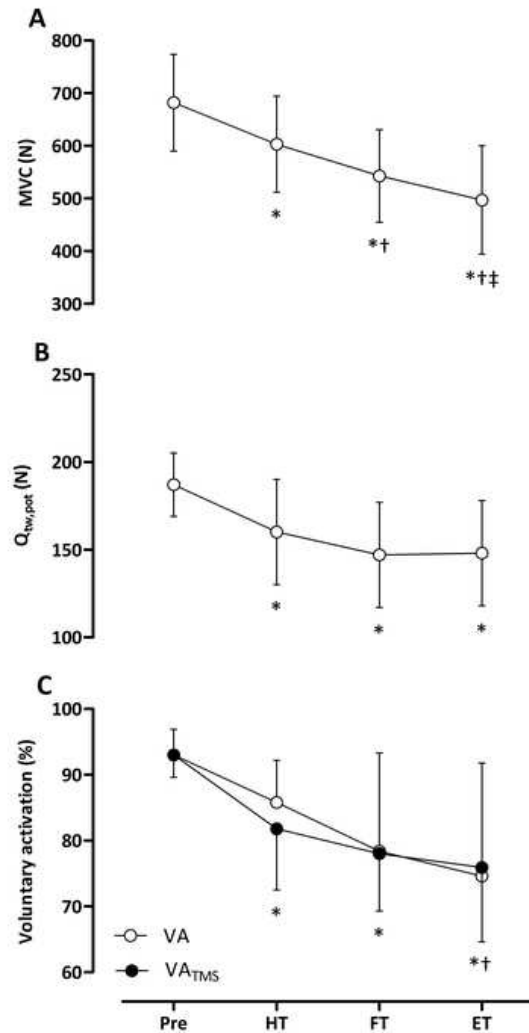 A
800
700
600
500
400
300
MVC (N)
*
*†
*†‡
B
250
200
150
100
Qtw,pot (N)
*
*
*
C
100
90
80
70
60
Voluntary activation (%)
*
*
*†
VA
VATMS
Pre HT FT ET